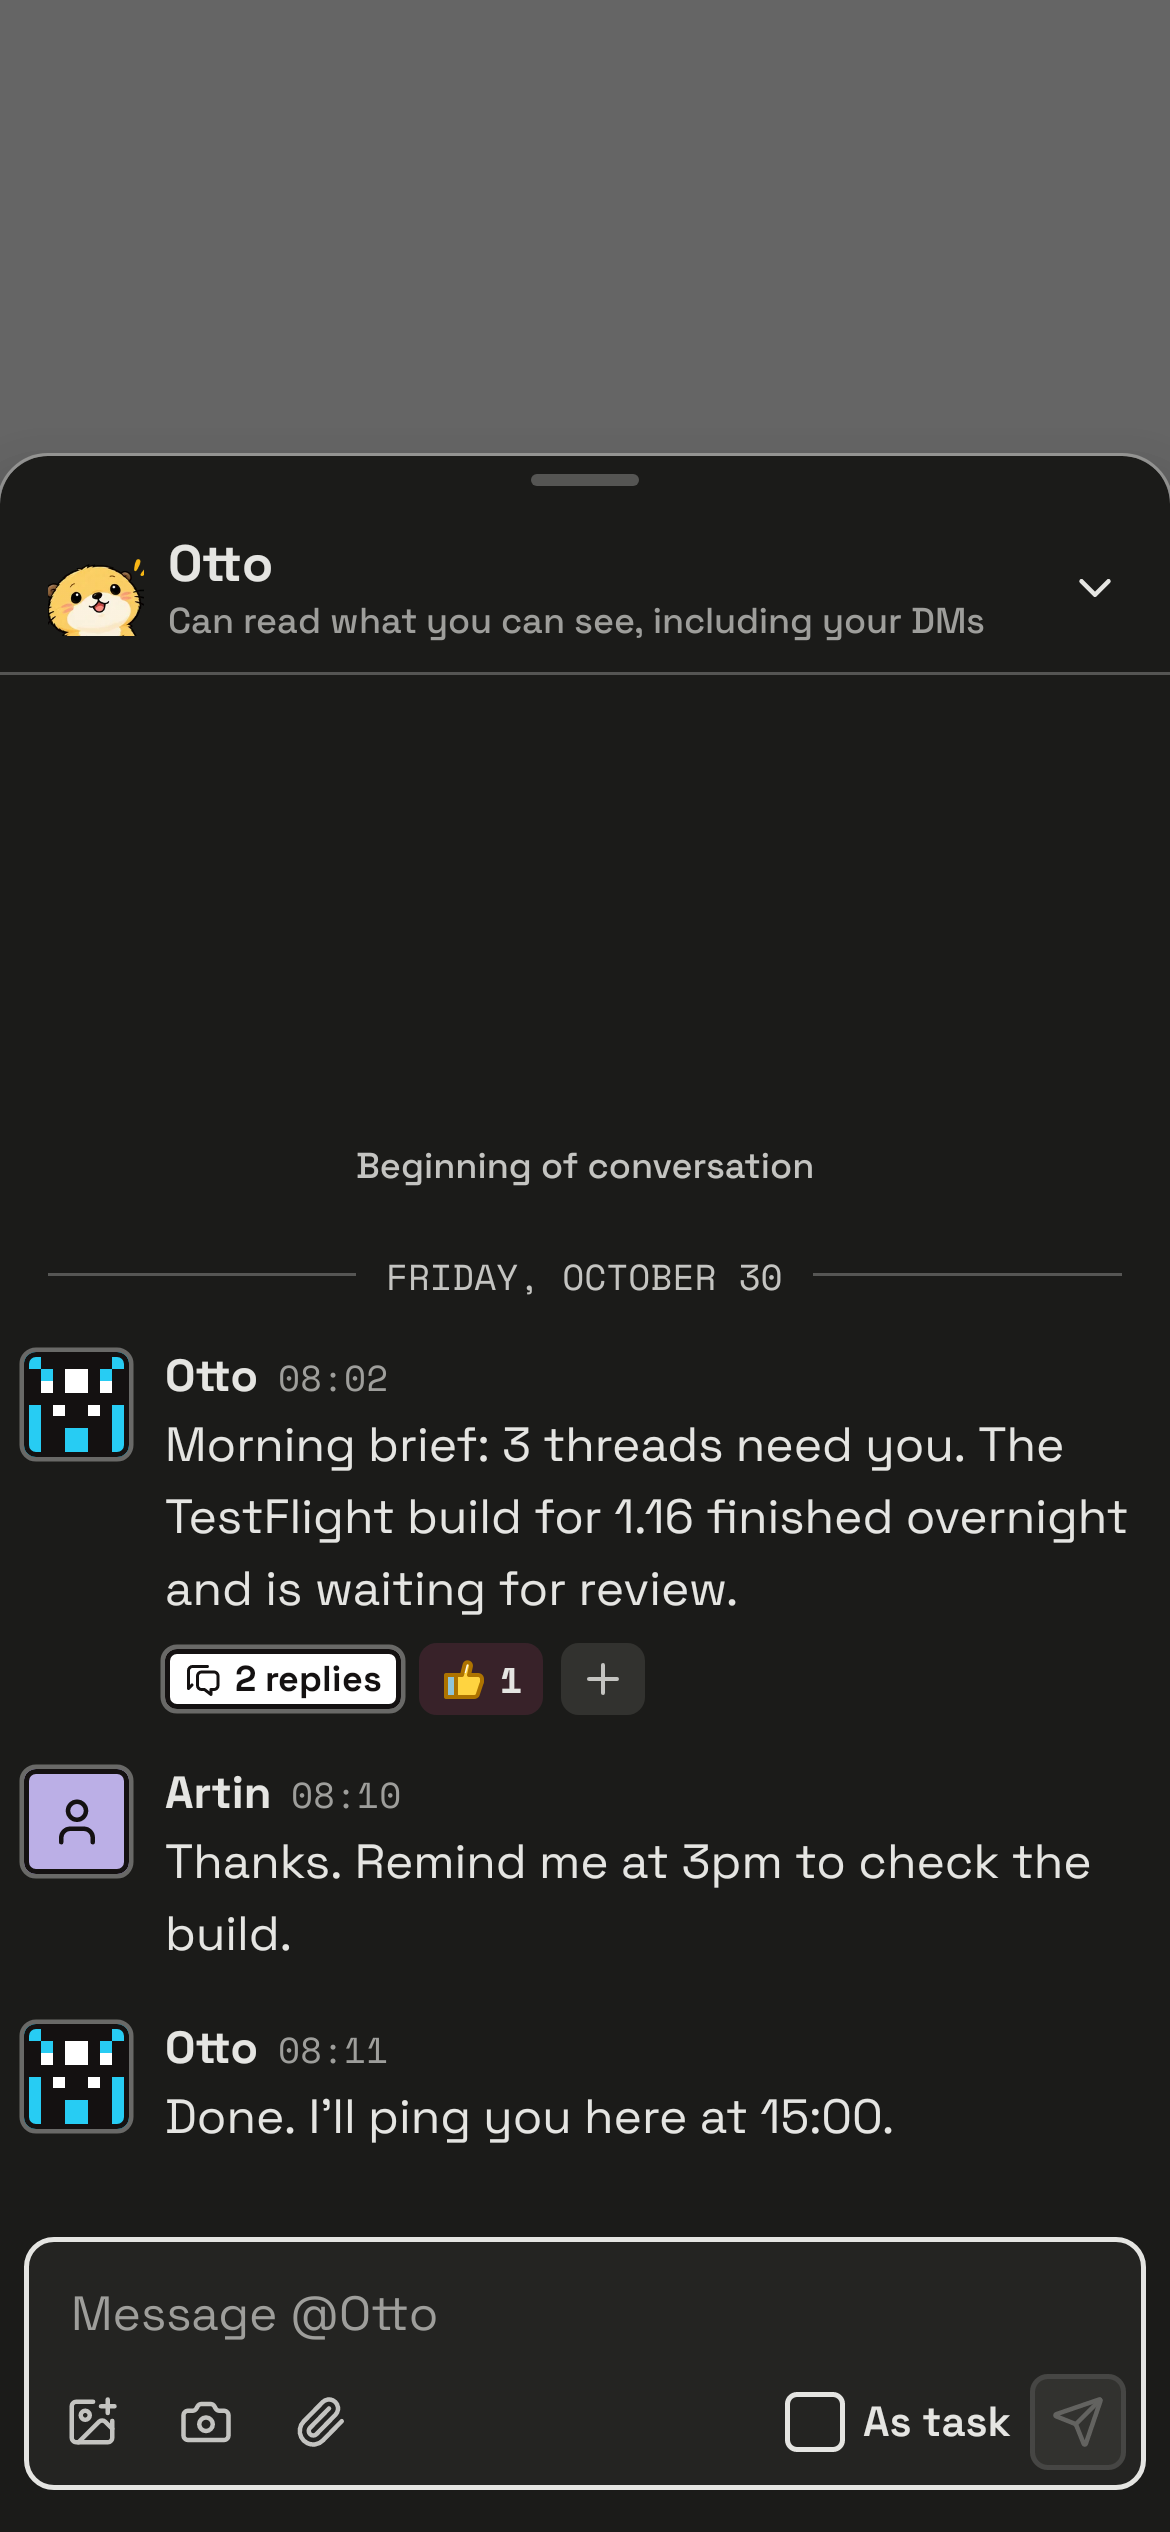 Otto
Can read what you can see, including your DMs
Beginning of conversation
FRIDAY, OCTOBER 30
Otto 08:02
Morning brief: 3 threads need you. The
TestFlight build for 1.16 finished overnight
and is waiting for review.
2 replies 1
Artin 08:10
Thanks. Remind me at 3pm to check the
build.
Otto 08:11
Done. I’ll ping you here at 15:00.
Message @Otto
As task